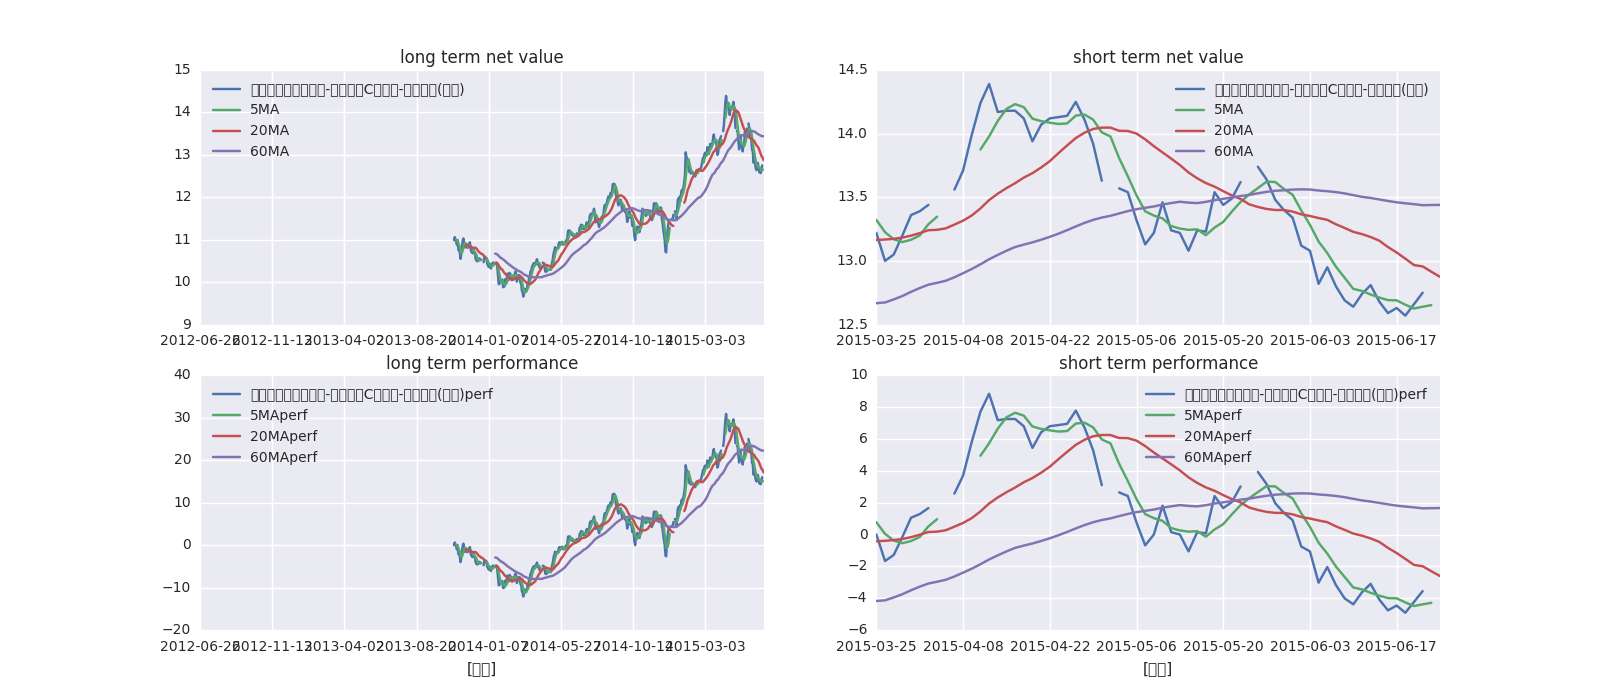 long term net value
15
14
13
12
11
10
9
5MA
20MA
60MA
2012-06-26 2012-11-13 2013-04-02 2013-08-20 2014-01-07 2014-05-27 2014-10-14 2015-03-03
short term net value
14.5
14.0
13.5
13.0
12.5
5MA
20MA
60MA
2015-03-25 2015-04-08 2015-04-22 2015-05-06 2015-05-20 2015-06-03 2015-06-17
long term performance
40
30
20
10
0
−10
−20
5MAperf
20MAperf
60MAperf
2012-06-26 2012-11-13 2013-04-02 2013-08-20 2014-01-07 2014-05-27 2014-10-14 2015-03-03
short term performance
10
8
6
4
2
0
−2
−4
−6
5MAperf
20MAperf
60MAperf
2015-03-25 2015-04-08 2015-04-22 2015-05-06 2015-05-20 2015-06-03 2015-06-17